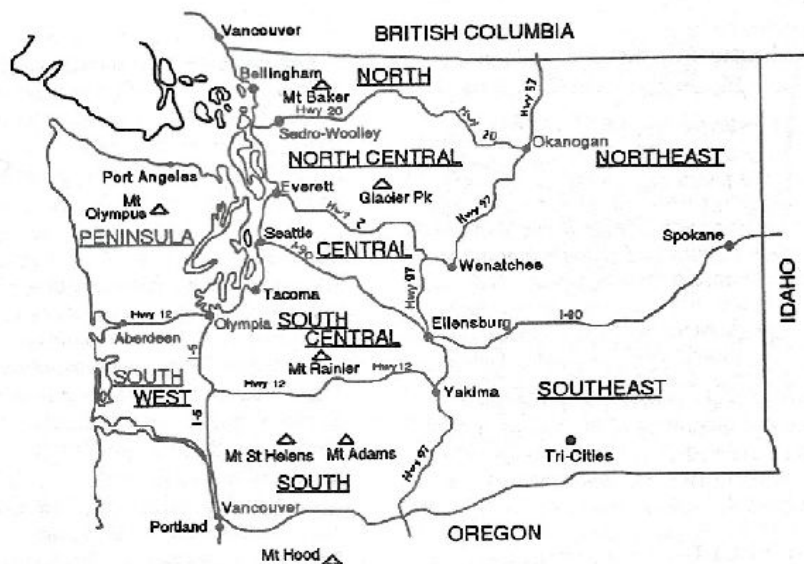 Vancouver
BRITISH COLUMBIA
Bellingham
NORTH
Mt Baker
Hwy 97
Hwy 20
Sedro-Woolley
Hwy 20
Okanogan
NORTHEAST
NORTH CENTRAL
Port Angeles
Everett
Glacier Pk
Mt
Olympus
Hwy 2
Hwy 97
PENINSULA
Seattle
CENTRAL
Spokane
I-90
Wenatchee
Hwy 97
IDAHO
Tacoma
Hwy 12
Olympia
SOUTH
Ellensburg
I-90
Aberdeen
CENTRAL
I-5
Mt Rainier
SOUTH
WEST
Hwy 12
Hwy 12
Yakima
SOUTHEAST
I-5
Mt St Helens
Mt Adams
Hwy 97
Tri-Cities
SOUTH
Vancouver
Portland
OREGON
Mt Hood